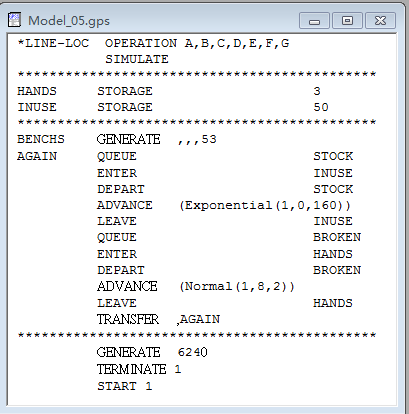 Model_05.gps
*LINE-LOC OPERATION A,B,C,D,E,F,G
SIMULATE
************************************************
HANDS STORAGE 3
INUSE STORAGE 50
************************************************
BENCHS GENERATE ,,,53
AGAIN QUEUE STOCK
ENTER INUSE
DEPART STOCK
ADVANCE (Exponential(1,0,160))
LEAVE INUSE
QUEUE BROKEN
ENTER HANDS
DEPART BROKEN
ADVANCE (Normal(1,8,2))
LEAVE HANDS
TRANSFER ,AGAIN
************************************************
GENERATE 6240
TERMINATE 1
START 1